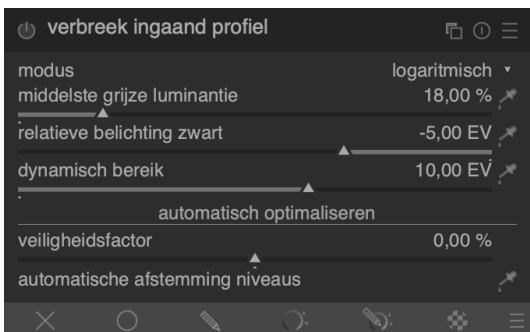 verbreek ingaand profiel
modus logaritmisch
middelste grijze luminantie 18,00 %
relatieve belichting zwart -5,00 EV
dynamisch bereik 10,00 EV
automatisch optimaliseren
veiligheidsfactor 0,00 %
automatische afstemming niveaus